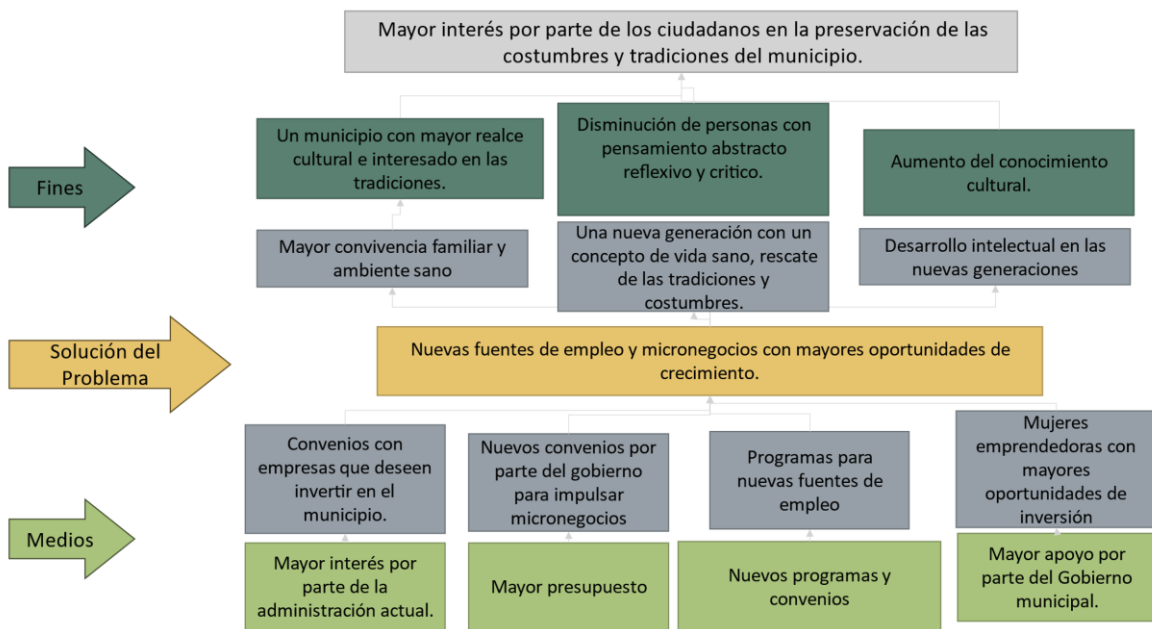 Mayor interés por parte de los ciudadanos en la preservación de las
costumbres y tradiciones del municipio.
Fines
Un municipio con mayor realce
cultural e interesado en las
tradiciones.
Disminución de personas con
pensamiento abstracto
reflexivo y critico.
Aumento del conocimiento
cultural.
Mayor convivencia familiar y
ambiente sano
Una nueva generación con un
concepto de vida sano, rescate
de las tradiciones y
costumbres.
Desarrollo intelectual en las
nuevas generaciones
Solución del
Problema
Nuevas fuentes de empleo y micronegocios con mayores oportunidades de
crecimiento.
Medios
Convenios con
empresas que deseen
invertir en el
municipio.
Nuevos convenios por
parte del gobierno
para impulsar
micronegocios
Programas para
nuevas fuentes de
empleo
Mujeres
emprendedoras con
mayores
oportunidades de
inversión
Mayor interés por
parte de la
administración actual.
Mayor presupuesto
Nuevos programas y
convenios
Mayor apoyo por
parte del Gobierno
municipal.